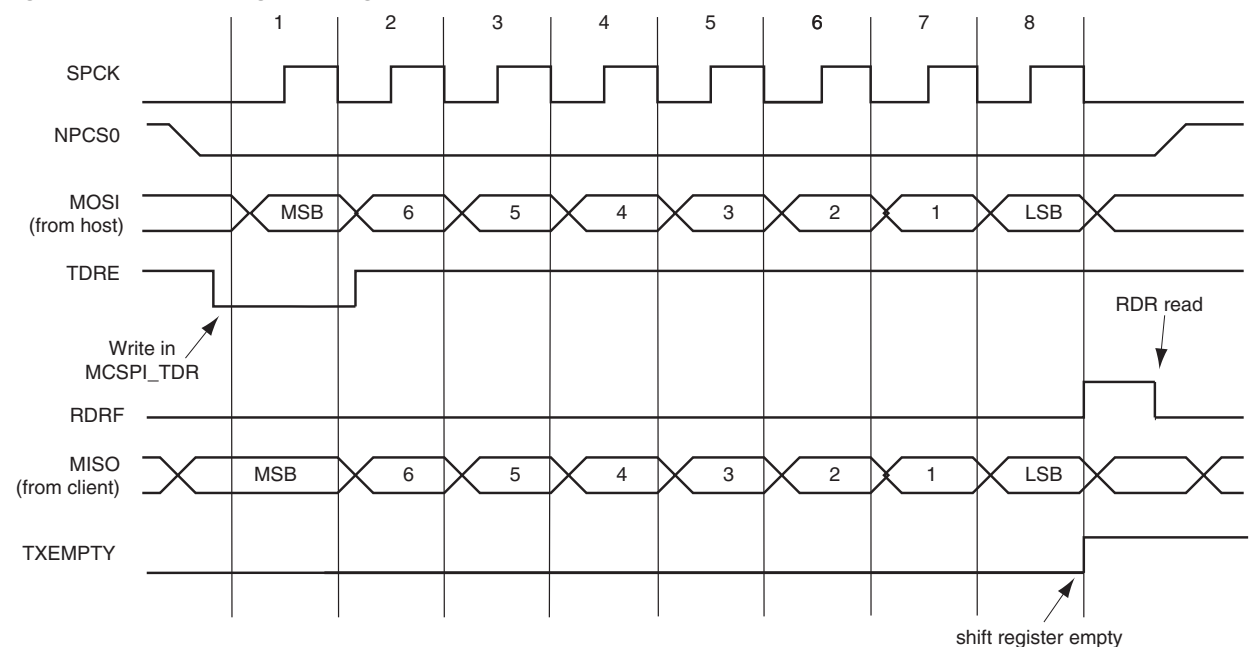 1 2 3 4 5 6 7 8
SPCK
NPCS0
MOSI
(from host)
MSB 6 5 4 3 2 1 LSB
TDRE
RDR read
Write in
MCSPI_TDR
RDRF
MISO
(from client)
MSB 6 5 4 3 2 1 LSB
TXEMPTY
shift register empty